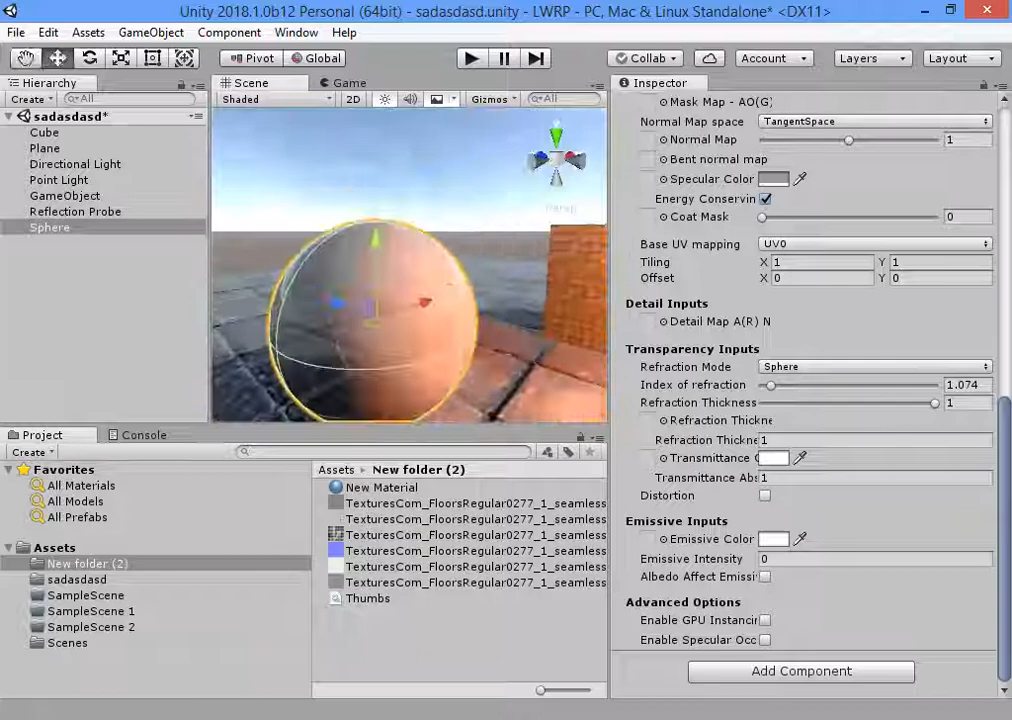 Unity 2018.1.0b12 Personal (64bit) - sadasdasd.unity - LWRP - PC, Mac & Linux Standalone* <DX11>
File Edit Assets GameObject Component Window Help
Pivot Global Collab Account Layers Layout
Hierarchy Scene Game Inspector
Create All Shaded 2D Gizmos All
sadasdasd*
Cube
Plane
Directional Light
Point Light
GameObject
Reflection Probe
Sphere
Persp
Mask Map - AO(G)
Normal Map space TangentSpace
Normal Map 1
Bent normal map
Specular Color
Energy Conservin
Coat Mask 0
Base UV mapping UV0
Tiling X 1 Y 1
Offset X 0 Y 0
Detail Inputs
Detail Map A(R) N
Transparency Inputs
Refraction Mode Sphere
Index of refraction 1.074
Refraction Thickness 1
Refraction Thickne
Refraction Thickne 1
Transmittance C
Transmittance Abs 1
Distortion
Emissive Inputs
Emissive Color
Emissive Intensity 0
Albedo Affect Emissi
Advanced Options
Enable GPU Instancin
Enable Specular Occ
Add Component
Project Console
Create
Favorites
All Materials
All Models
All Prefabs
Assets
New folder (2)
sadasdasd
SampleScene
SampleScene 1
SampleScene 2
Scenes
Assets New folder (2)
New Material
TexturesCom_FloorsRegular0277_1_seamless
TexturesCom_FloorsRegular0277_1_seamless
TexturesCom_FloorsRegular0277_1_seamless
TexturesCom_FloorsRegular0277_1_seamless
TexturesCom_FloorsRegular0277_1_seamless
TexturesCom_FloorsRegular0277_1_seamless
Thumbs